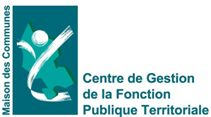 Maison des Communes
Centre de Gestion
de la Fonction
Publique Territoriale